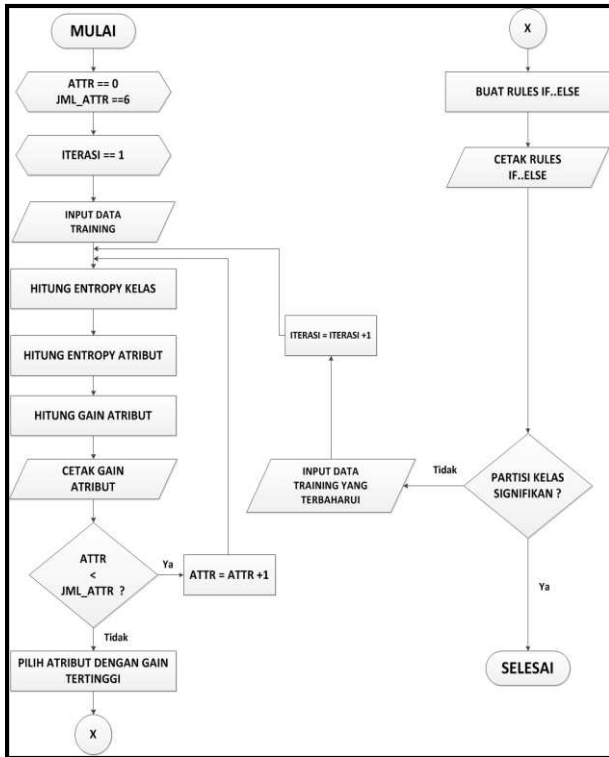 MULAI
ATTR == 0
JML_ATTR ==6
ITERASI == 1
INPUT DATA
TRAINING
HITUNG ENTROPY KELAS
HITUNG ENTROPY ATRIBUT
HITUNG GAIN ATRIBUT
CETAK GAIN
ATRIBUT
ATTR
<
JML_ATTR ?
Ya
ATTR = ATTR +1
Tidak
PILIH ATRIBUT DENGAN GAIN
TERTINGGI
X
ITERASI = ITERASI +1
INPUT DATA
TRAINING YANG
TERBAHARUI
X
BUAT RULES IF..ELSE
CETAK RULES
IF..ELSE
PARTISI KELAS
SIGNIFIKAN ?
Tidak
Ya
SELESAI